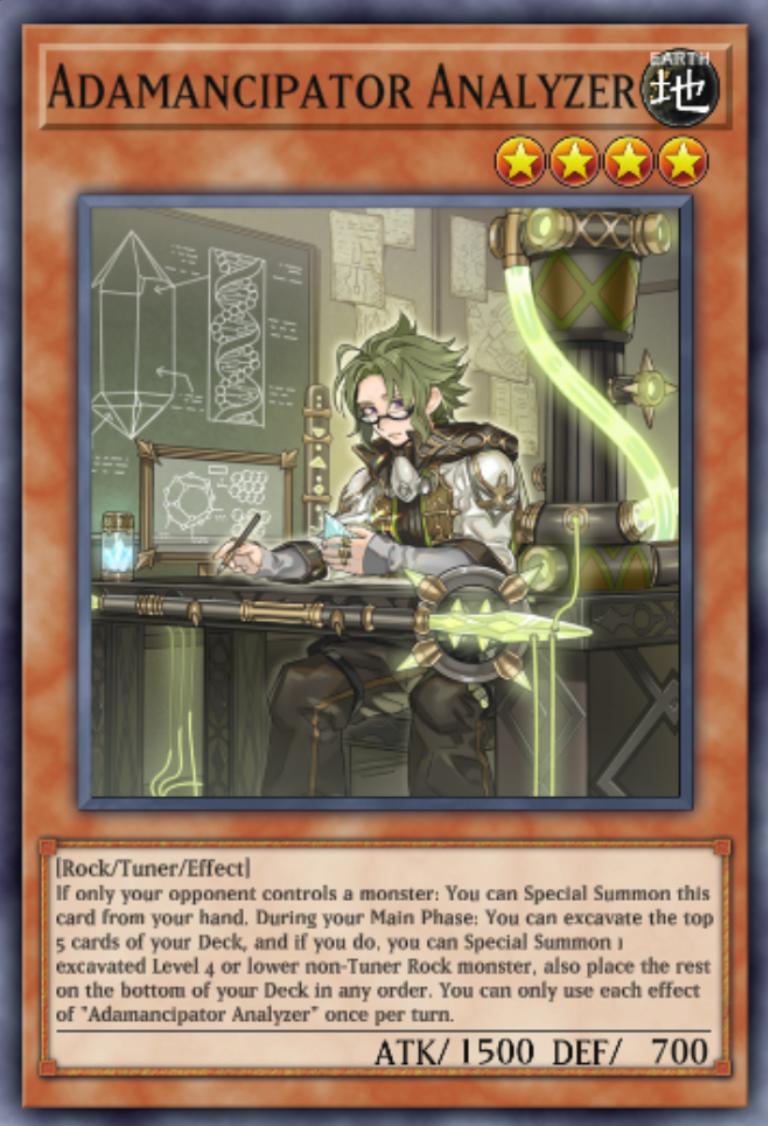 ADAMANCIPATOR ANALYZER
EARTH
地
[Rock/Tuner/Effect]
If only your opponent controls a monster: You can Special Summon this
card from your hand. During your Main Phase: You can excavate the top
5 cards of your Deck, and if you do, you can Special Summon 1
excavated Level 4 or lower non-Tuner Rock monster, also place the rest
on the bottom of your Deck in any order. You can only use each effect
of "Adamancipator Analyzer" once per turn.
ATK/ 1500 DEF/ 700